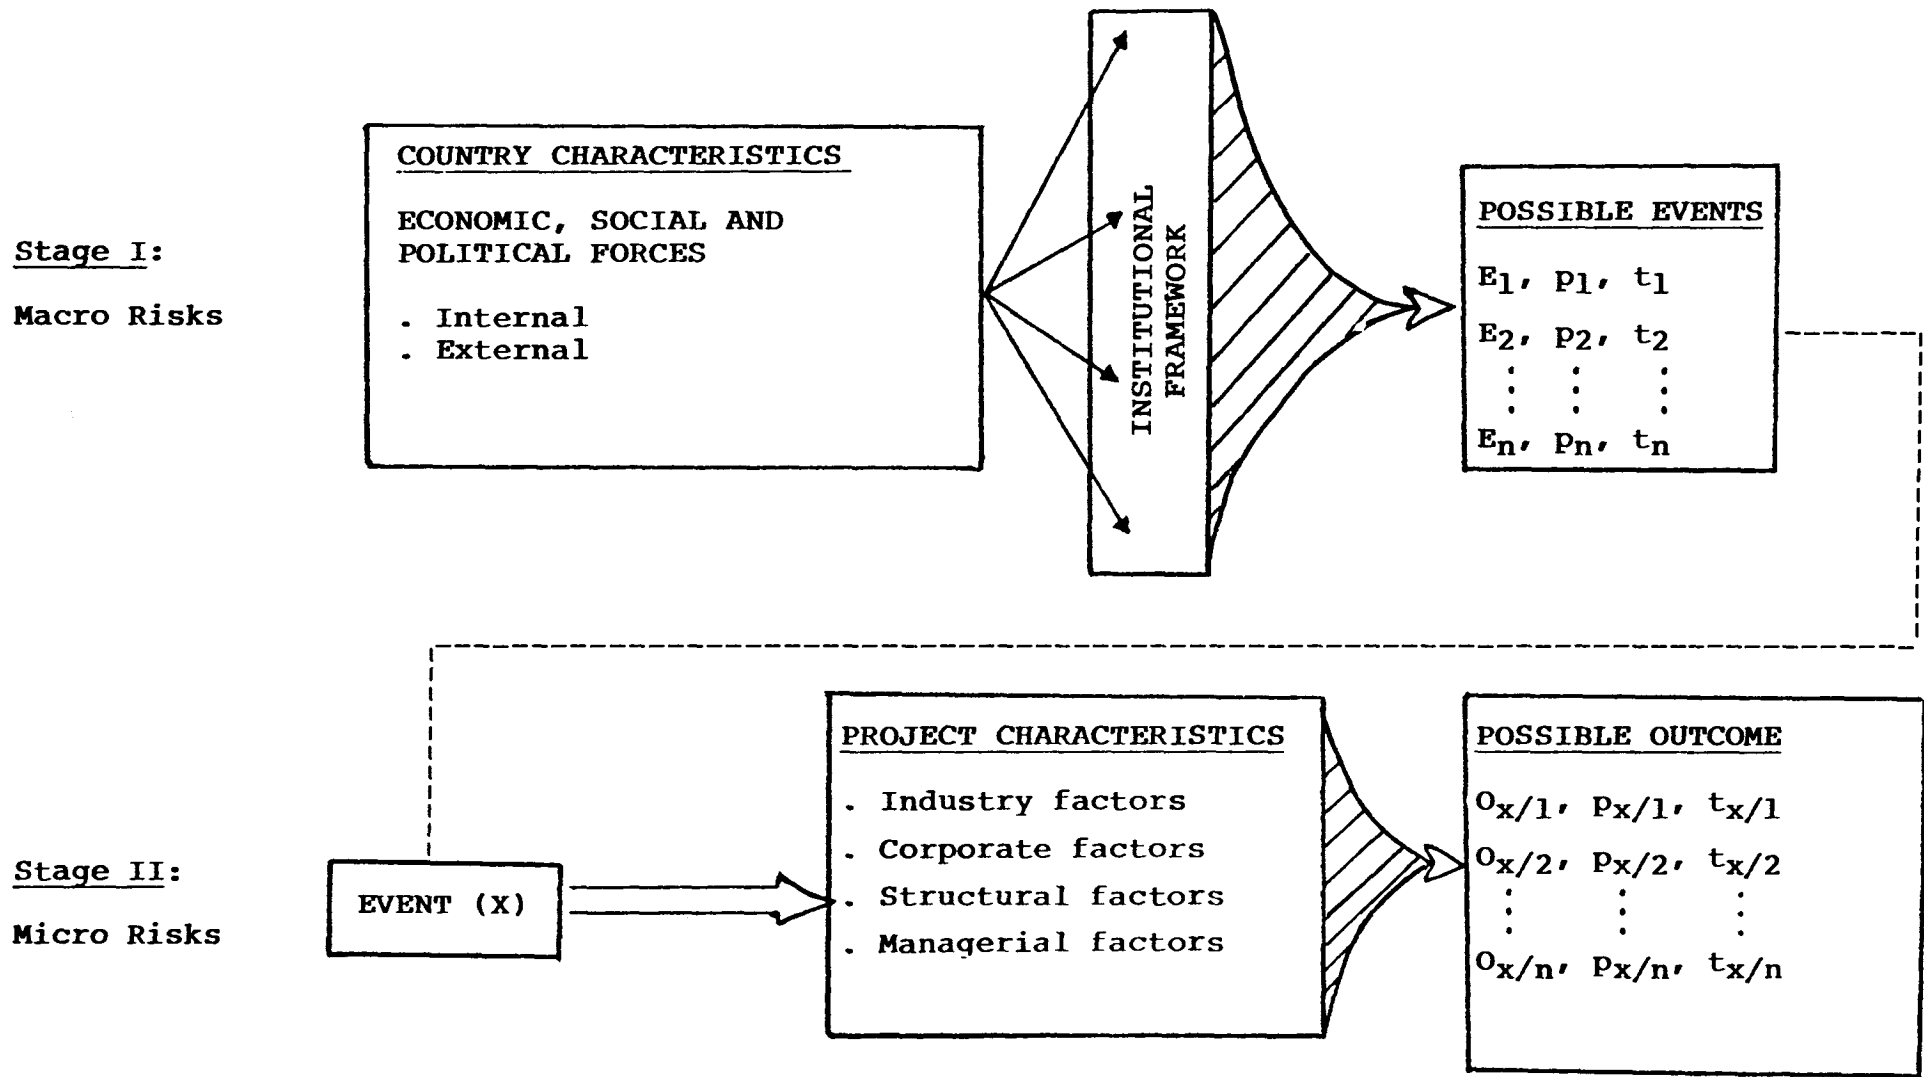 Stage I:
Macro Risks
COUNTRY CHARACTERISTICS
ECONOMIC, SOCIAL AND
POLITICAL FORCES
. Internal
. External
INSTITUTIONAL
FRAMEWORK
POSSIBLE EVENTS
E1, p1, t1
E2, p2, t2
En, pn, tn
Stage II:
Micro Risks
EVENT (X)
PROJECT CHARACTERISTICS
. Industry factors
. Corporate factors
. Structural factors
. Managerial factors
POSSIBLE OUTCOME
Ox/1, px/1, tx/1
Ox/2, px/2, tx/2
Ox/n, px/n, tx/n